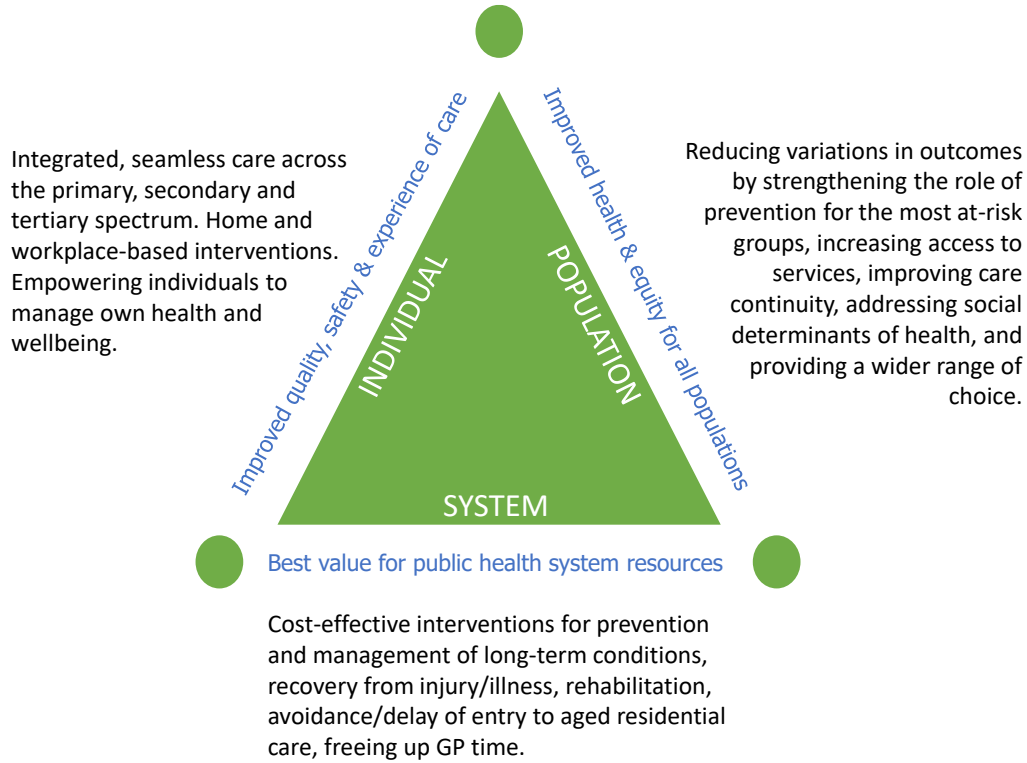 Improved quality, safety & experience of care
Improved health & equity for all populations
Integrated, seamless care across
the primary, secondary and
tertiary spectrum. Home and
workplace-based interventions.
Empowering individuals to
manage own health and
wellbeing.
INDIVIDUAL
POPULATION
Reducing variations in outcomes
by strengthening the role of
prevention for the most at-risk
groups, increasing access to
services, improving care
continuity, addressing social
determinants of health, and
providing a wider range of
choice.
SYSTEM
Best value for public health system resources
Cost-effective interventions for prevention
and management of long-term conditions,
recovery from injury/illness, rehabilitation,
avoidance/delay of entry to aged residential
care, freeing up GP time.